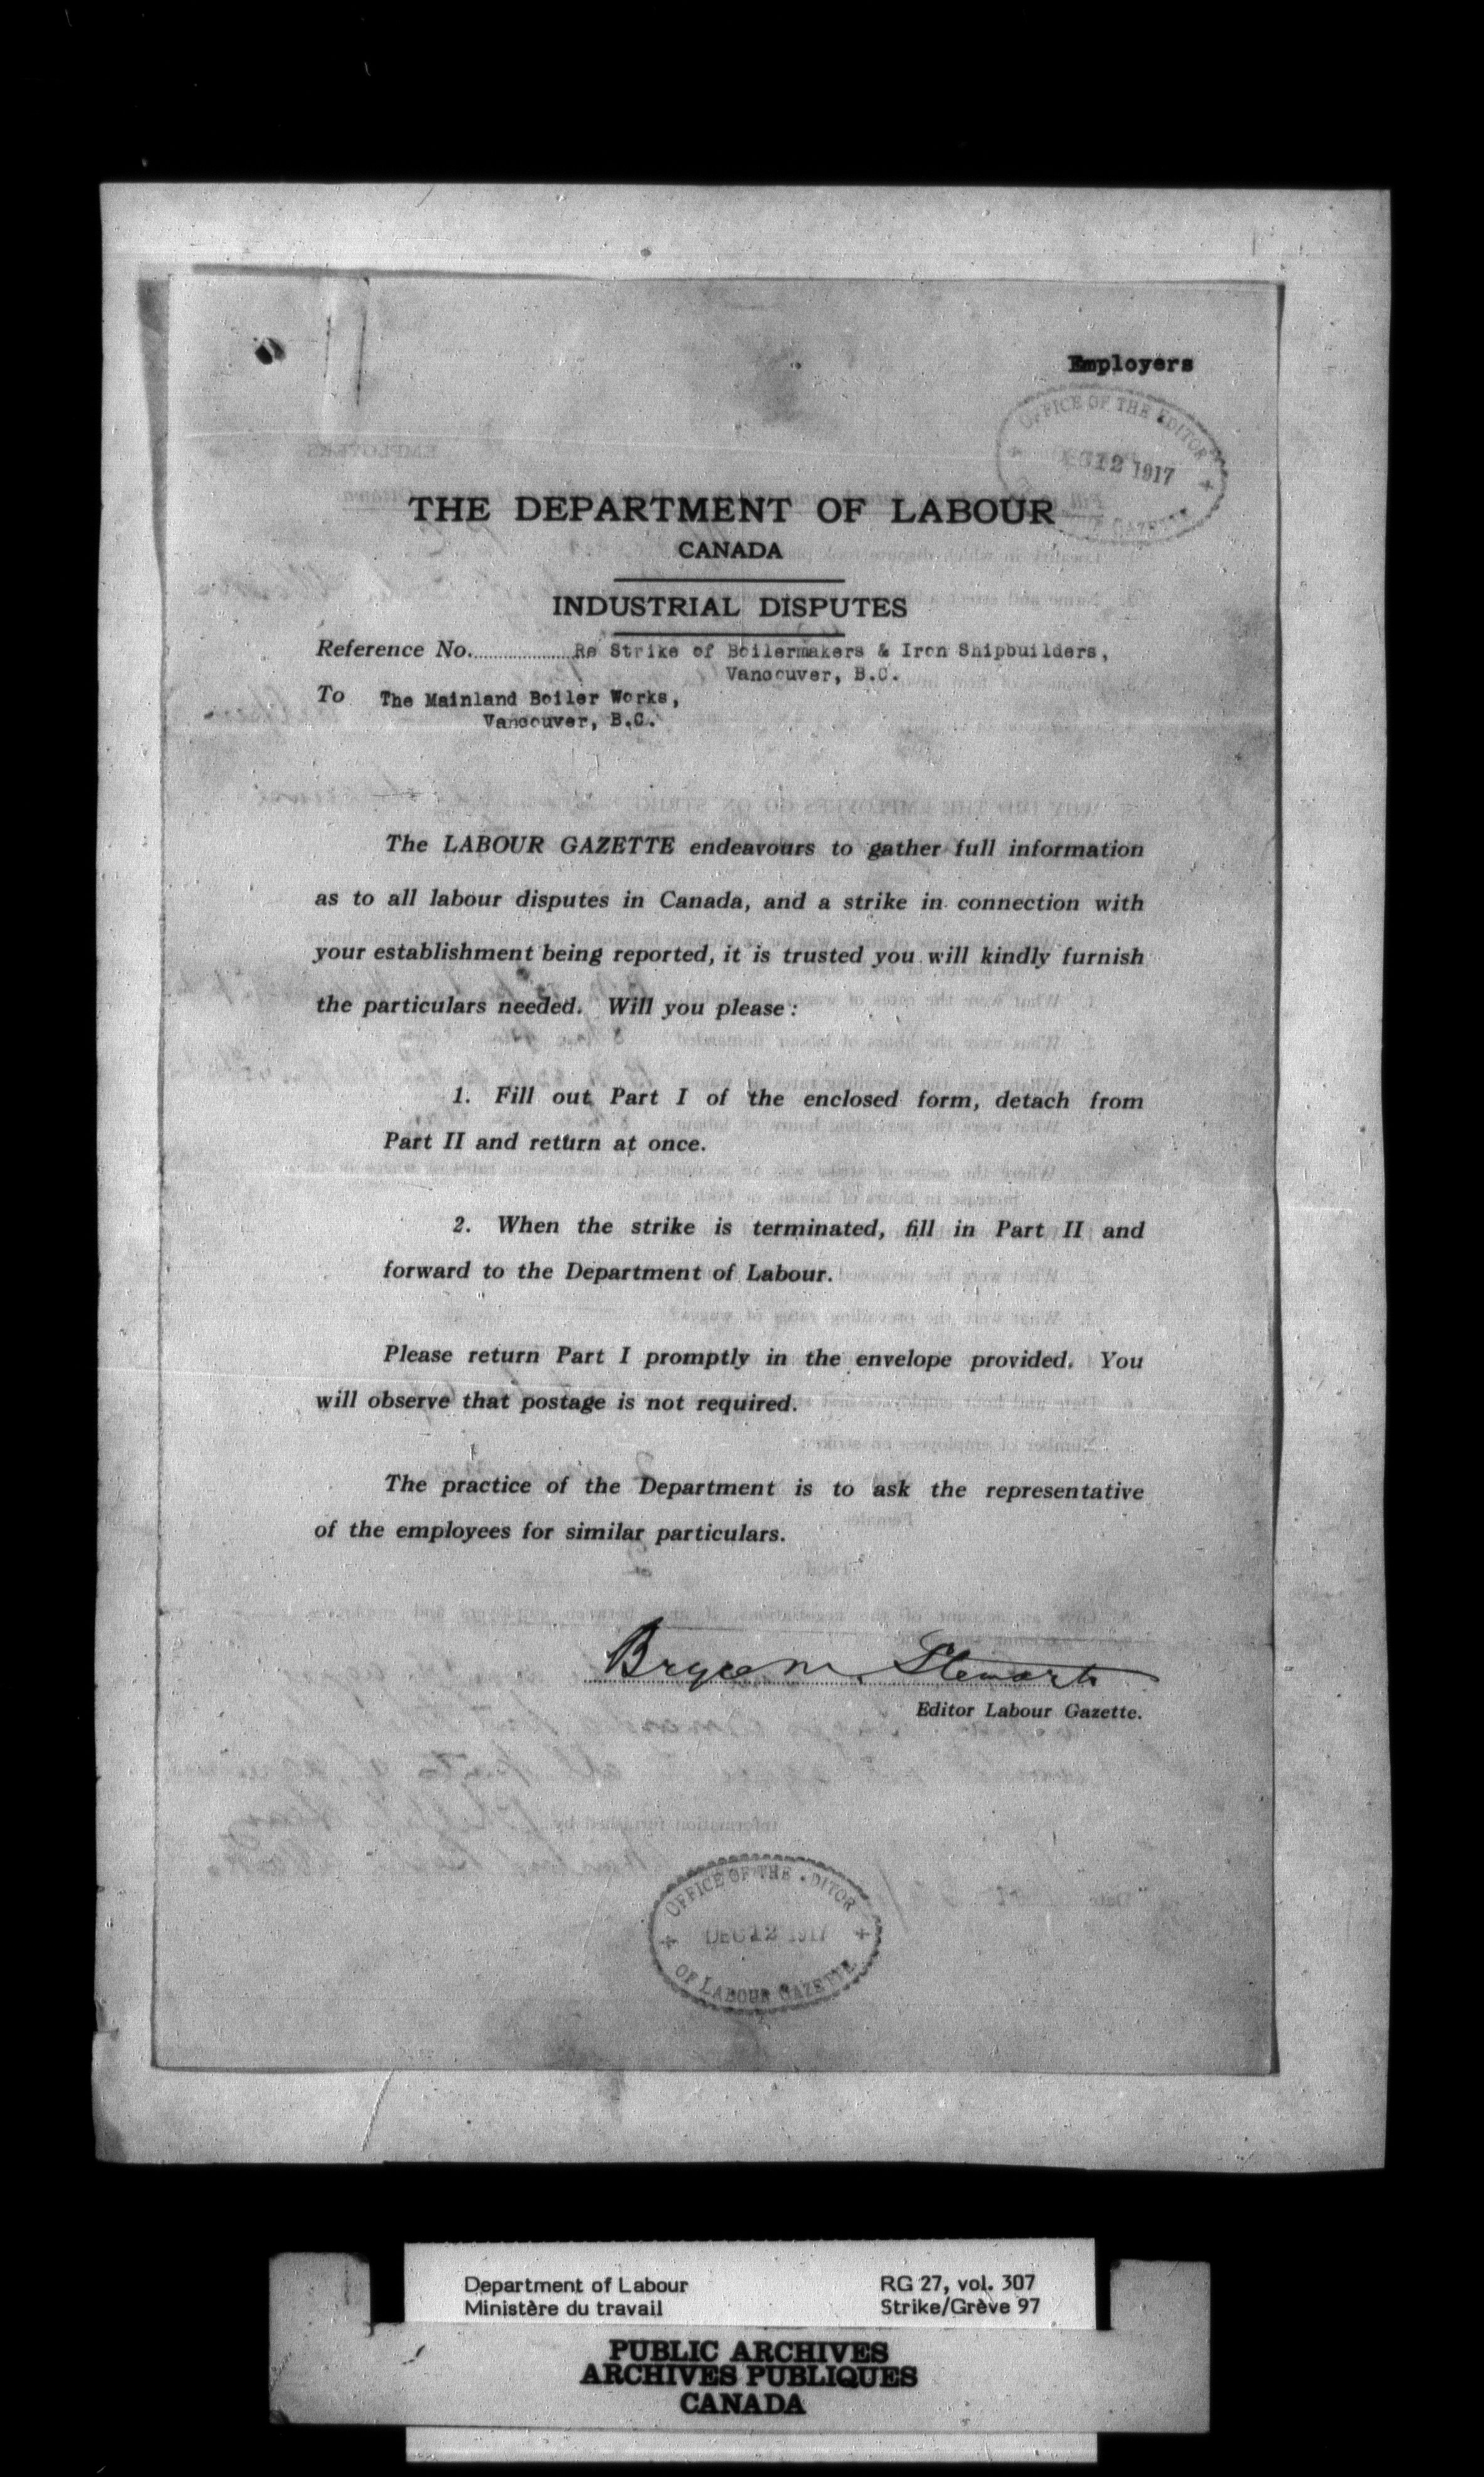 Employers
OFFICE OF THE EDITOR
12 1917
GAZETTE
THE DEPARTMENT OF LABOUR
CANADA
INDUSTRIAL DISPUTES
Reference No. Re Strike of Boilermakers & Iron Shipbuilders,
Vancouver, B.C.
To The Mainland Boiler Works,
Vancouver, B.C.
The LABOUR GAZETTE endeavours to gather full information
as to all labour disputes in Canada, and a strike in connection with
your establishment being reported, it is trusted you will kindly furnish
the particulars needed. Will you please:
1. Fill out Part I of the enclosed form, detach from
Part II and return at once.
2. When the strike is terminated, fill in Part II and
forward to the Department of Labour.
Please return Part I promptly in the envelope provided. You
will observe that postage is not required.
The practice of the Department is to ask the representative
of the employees for similar particulars.
Bryce M. Stewart
Editor Labour Gazette.
OFFICE OF THE EDITOR
DEC 12 1917
OF LABOUR GAZETTE
Department of Labour
Ministère du travail
RG 27, vol. 307
Strike/Grève 97
PUBLIC ARCHIVES
ARCHIVES PUBLIQUES
CANADA